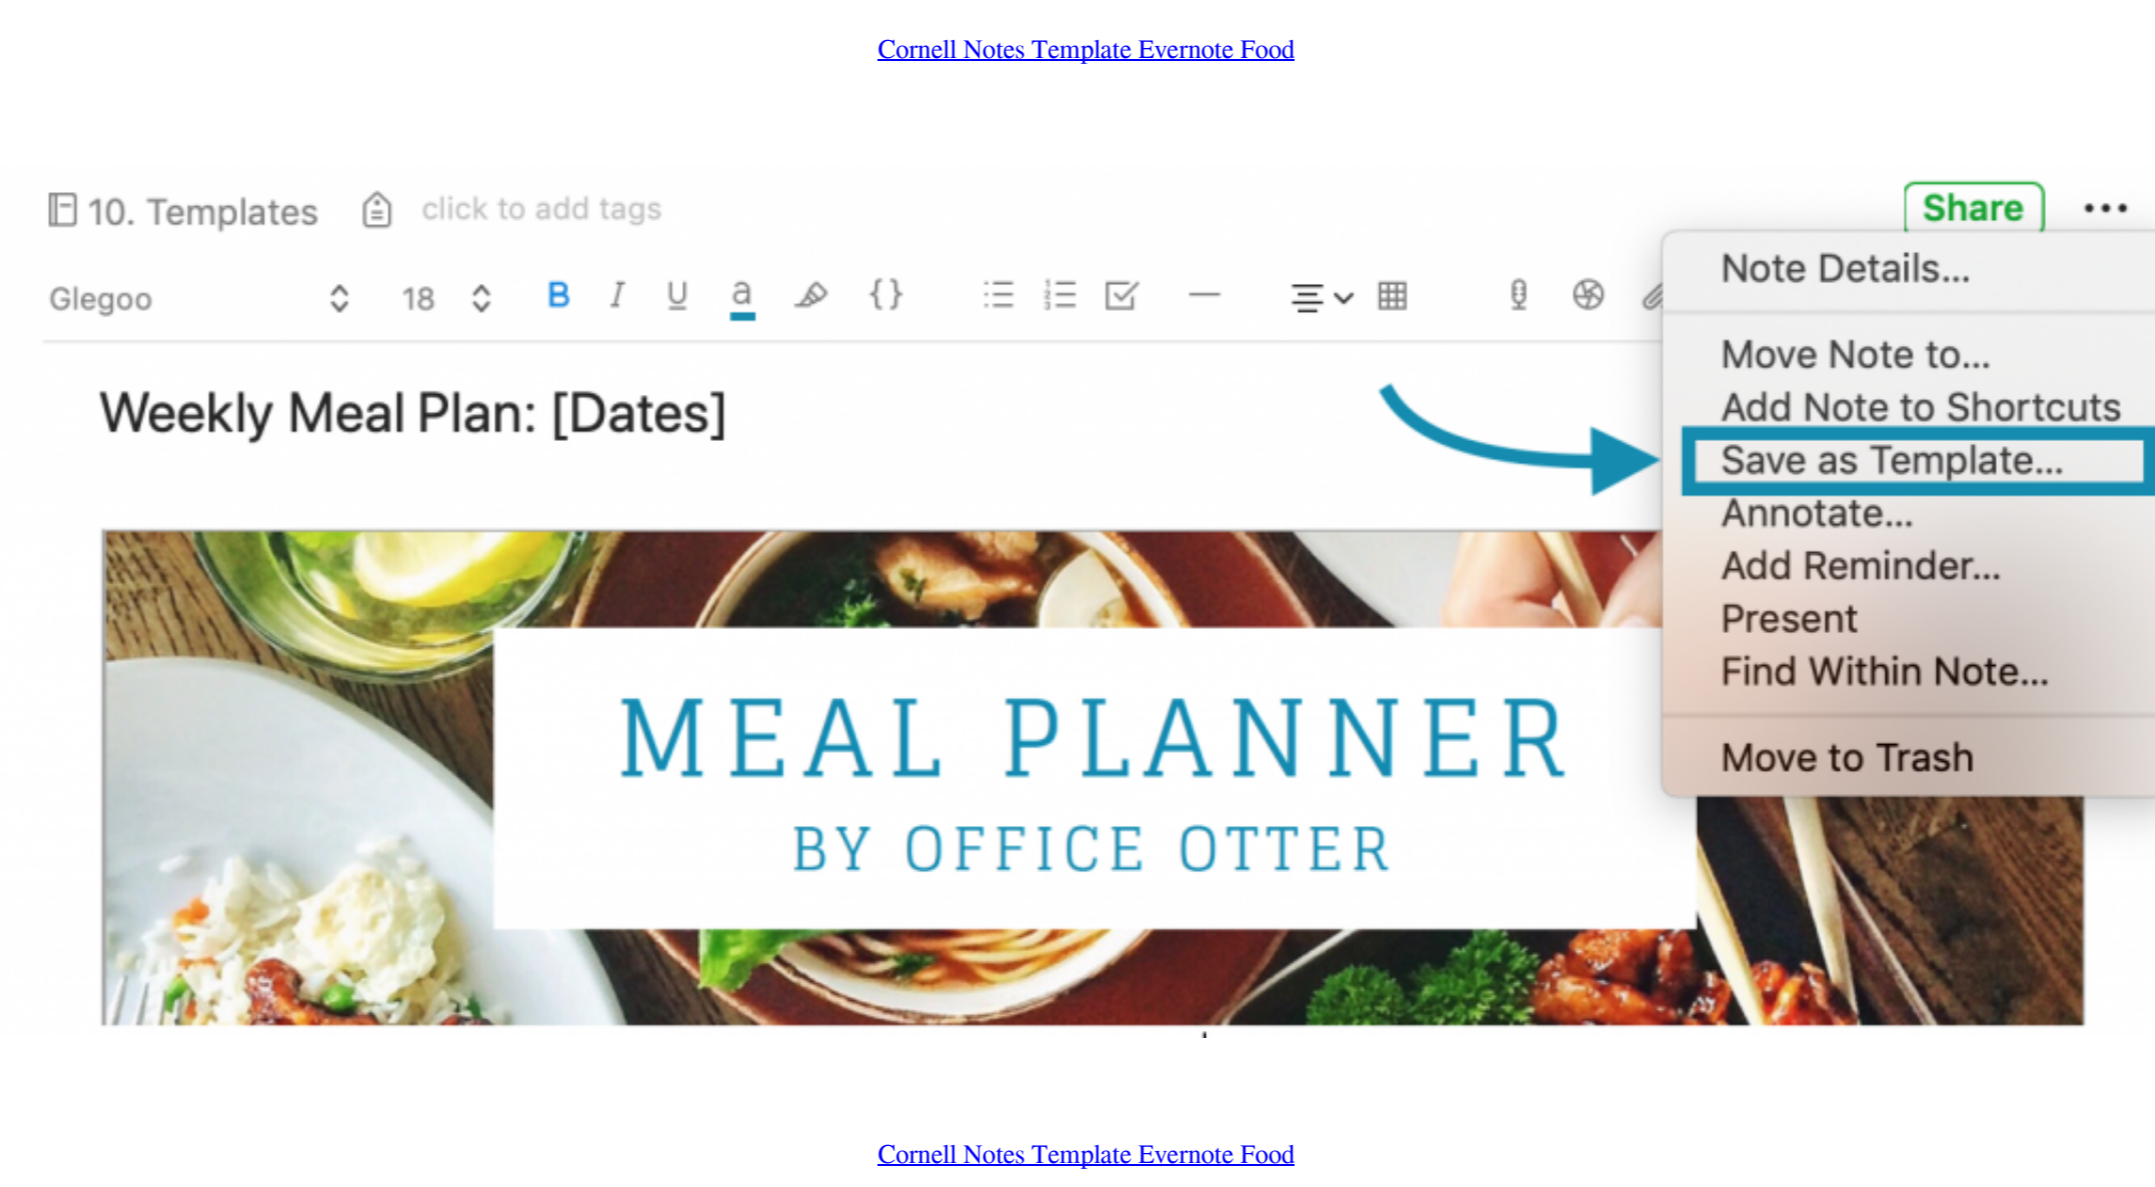 Cornell Notes Template Evernote Food
10. Templates click to add tags Share ...
Glegoo 18 B I U a {}
Note Details...
Move Note to...
Add Note to Shortcuts
Save as Template...
Annotate...
Add Reminder...
Present
Find Within Note...
Move to Trash
Weekly Meal Plan: [Dates]
MEAL PLANNER
BY OFFICE OTTER
Cornell Notes Template Evernote Food